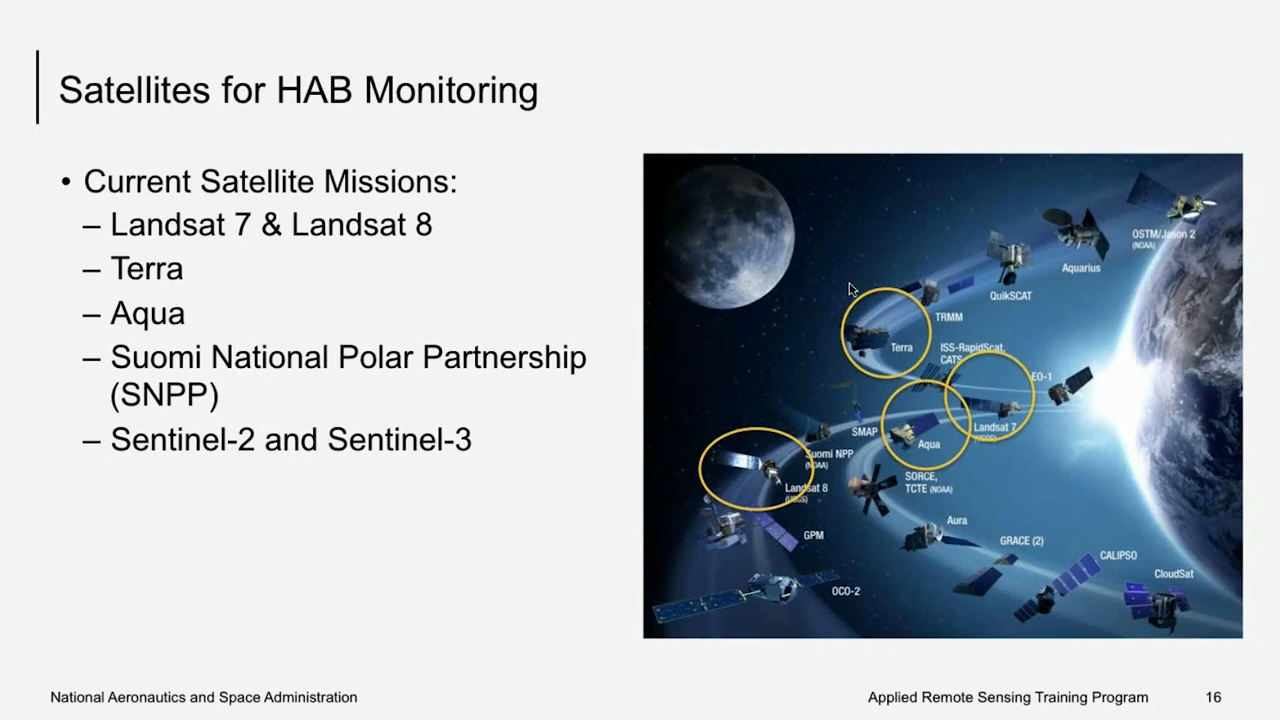 Satellites for HAB Monitoring
• Current Satellite Missions:
– Landsat 7 & Landsat 8
– Terra
– Aqua
– Suomi National Polar Partnership
(SNPP)
– Sentinel-2 and Sentinel-3
OSTM/Jason 2
(NOAA)
Aquarius
QuikSCAT
TRMM
Terra
ISS-RapidScat,
CATS
EO-1
Landsat 7
(USGS)
SMAP
Aqua
Suomi NPP
(NOAA)
Landsat 8
(USGS)
SORCE,
TCTE (NOAA)
GPM
Aura
GRACE (2)
CALIPSO
CloudSat
OCO-2
National Aeronautics and Space Administration
Applied Remote Sensing Training Program
16